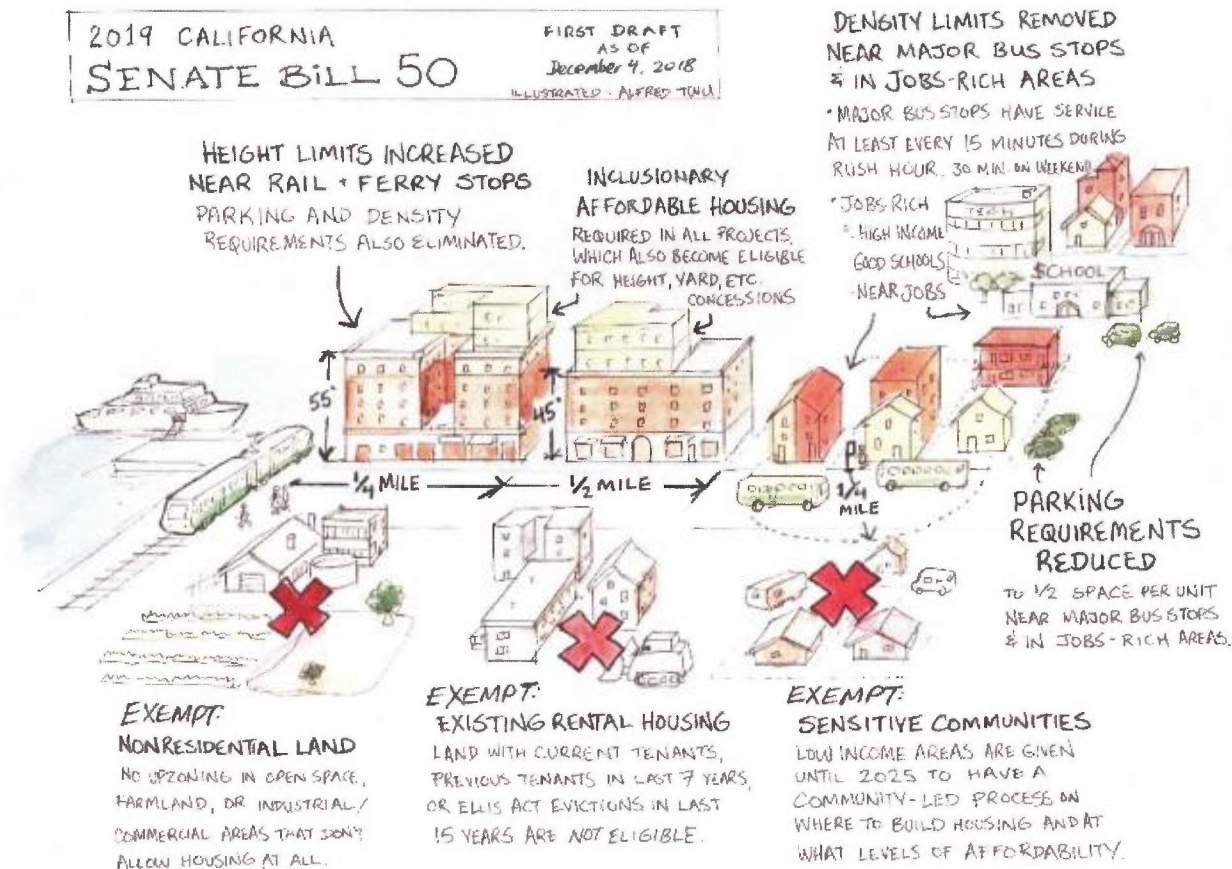 2019 CALIFORNIA
SENATE BILL 50
FIRST DRAFT
AS OF
December 4, 2018
ILLUSTRATED - ALFRED TWU
HEIGHT LIMITS INCREASED
NEAR RAIL + FERRY STOPS
PARKING AND DENSITY
REQUIREMENTS ALSO ELIMINATED.
INCLUSIONARY
AFFORDABLE HOUSING
REQUIRED IN ALL PROJECTS,
WHICH ALSO BECOME ELIGIBLE
FOR HEIGHT, YARD, ETC.
CONCESSIONS
DENSITY LIMITS REMOVED
NEAR MAJOR BUS STOPS
& IN JOBS-RICH AREAS
• MAJOR BUS STOPS HAVE SERVICE
AT LEAST EVERY 15 MINUTES DURING
RUSH HOUR, 30 MIN. ON WEEKEND
• JOBS-RICH
= HIGH INCOME
GOOD SCHOOLS
NEAR JOBS
TECH
SCHOOL
55'
45'
1/4 MILE
1/2 MILE
1/4
MILE
PARKING
REQUIREMENTS
REDUCED
TO 1/2 SPACE PER UNIT
NEAR MAJOR BUS STOPS
& IN JOBS-RICH AREAS.
EXEMPT:
NONRESIDENTIAL LAND
NO UPZONING IN OPEN SPACE,
FARMLAND, OR INDUSTRIAL/
COMMERCIAL AREAS THAT DON'T
ALLOW HOUSING AT ALL.
EXEMPT:
EXISTING RENTAL HOUSING
LAND WITH CURRENT TENANTS,
PREVIOUS TENANTS IN LAST 7 YEARS,
OR ELLIS ACT EVICTIONS IN LAST
15 YEARS ARE NOT ELIGIBLE.
EXEMPT:
SENSITIVE COMMUNITIES
LOW INCOME AREAS ARE GIVEN
UNTIL 2025 TO HAVE A
COMMUNITY-LED PROCESS ON
WHERE TO BUILD HOUSING AND AT
WHAT LEVELS OF AFFORDABILITY.